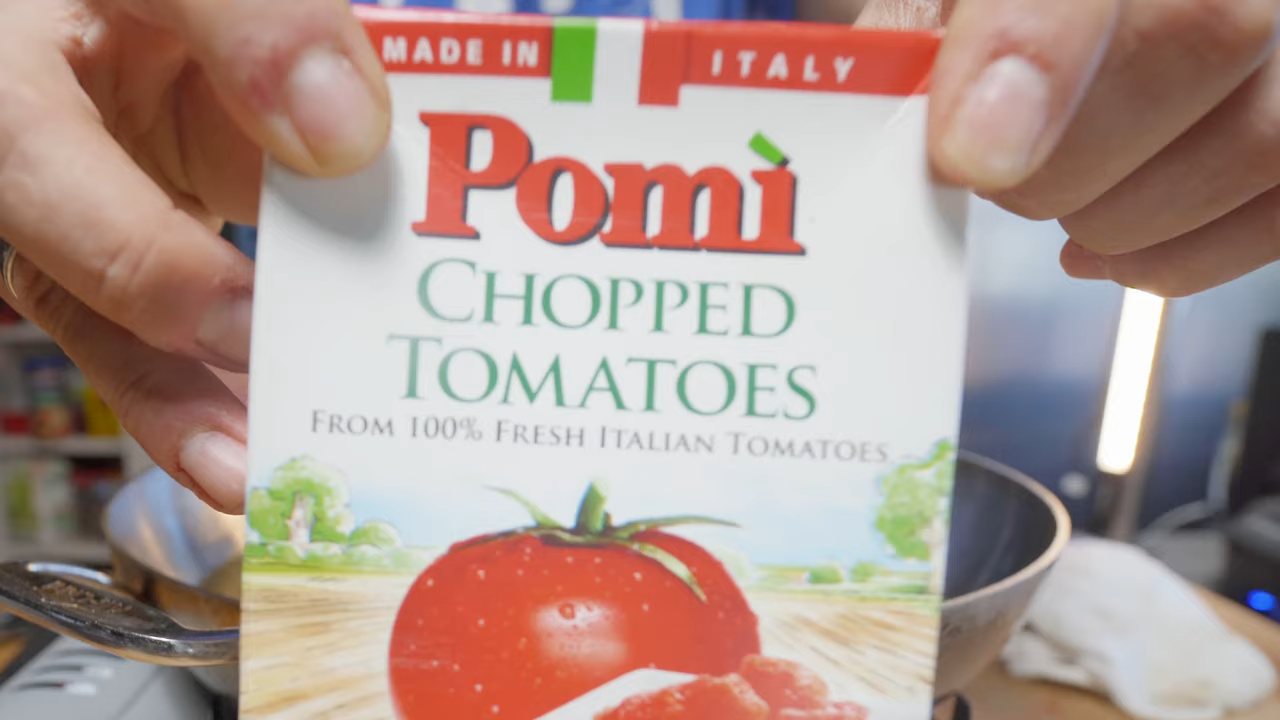 MADE IN ITALY
Pomì
CHOPPED
TOMATOES
FROM 100% FRESH ITALIAN TOMATOES